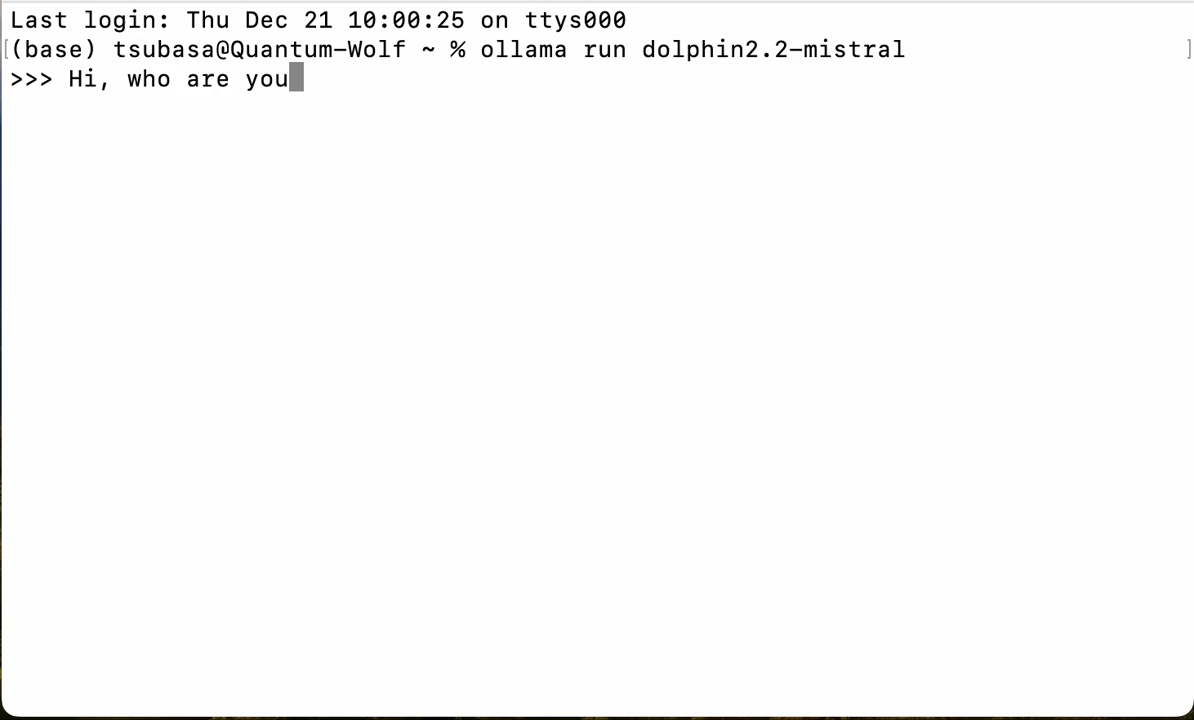 Last login: Thu Dec 21 10:00:25 on ttys000
[(base) tsubasa@Quantum-Wolf ~ % ollama run dolphin2.2-mistral ]
>>> Hi, who are you